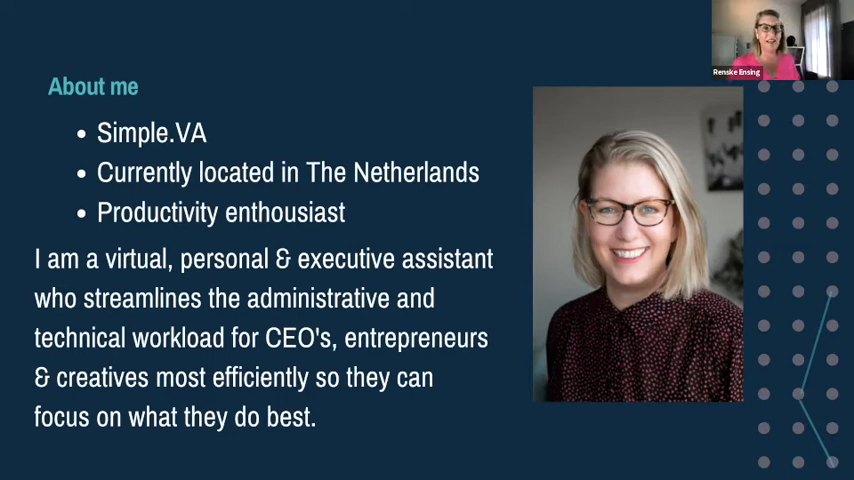 Renske Ensing
About me
• Simple.VA
• Currently located in The Netherlands
• Productivity enthousiast
I am a virtual, personal & executive assistant
who streamlines the administrative and
technical workload for CEO's, entrepreneurs
& creatives most efficiently so they can
focus on what they do best.